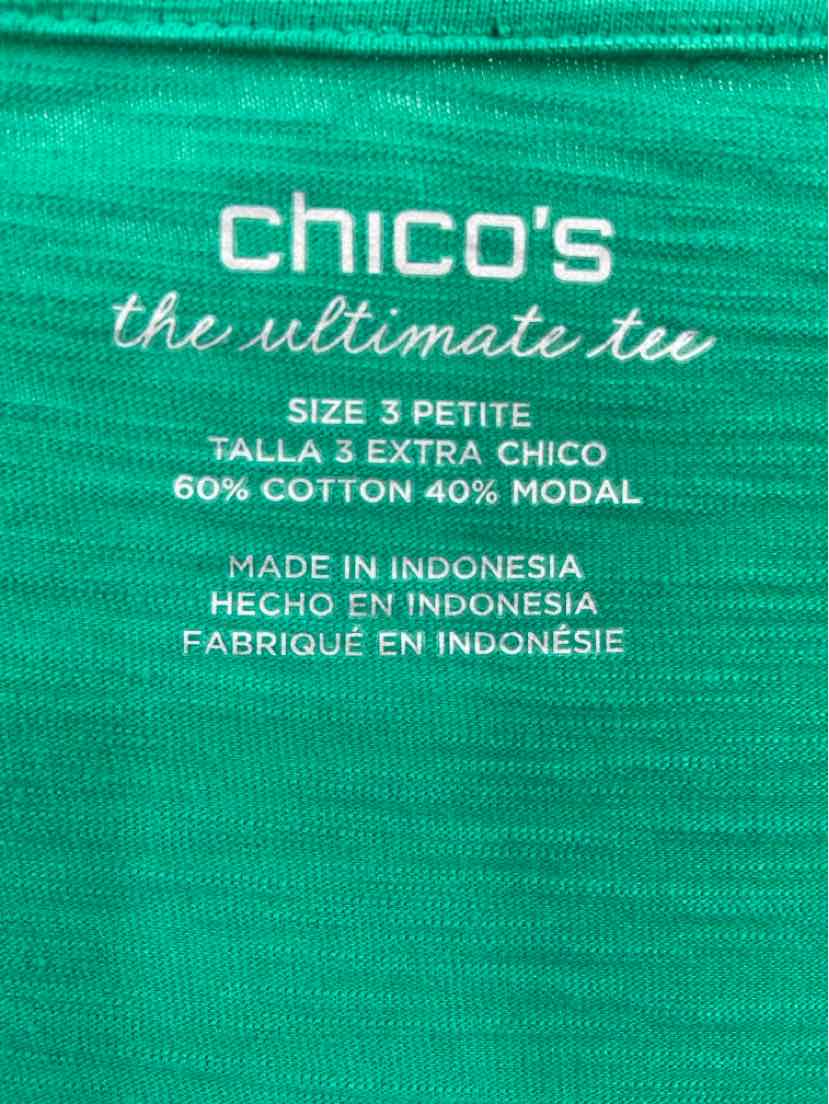 chico's
the ultimate tee
SIZE 3 PETITE
TALLA 3 EXTRA CHICO
60% COTTON 40% MODAL
MADE IN INDONESIA
HECHO EN INDONESIA
FABRIQUÉ EN INDONÉSIE